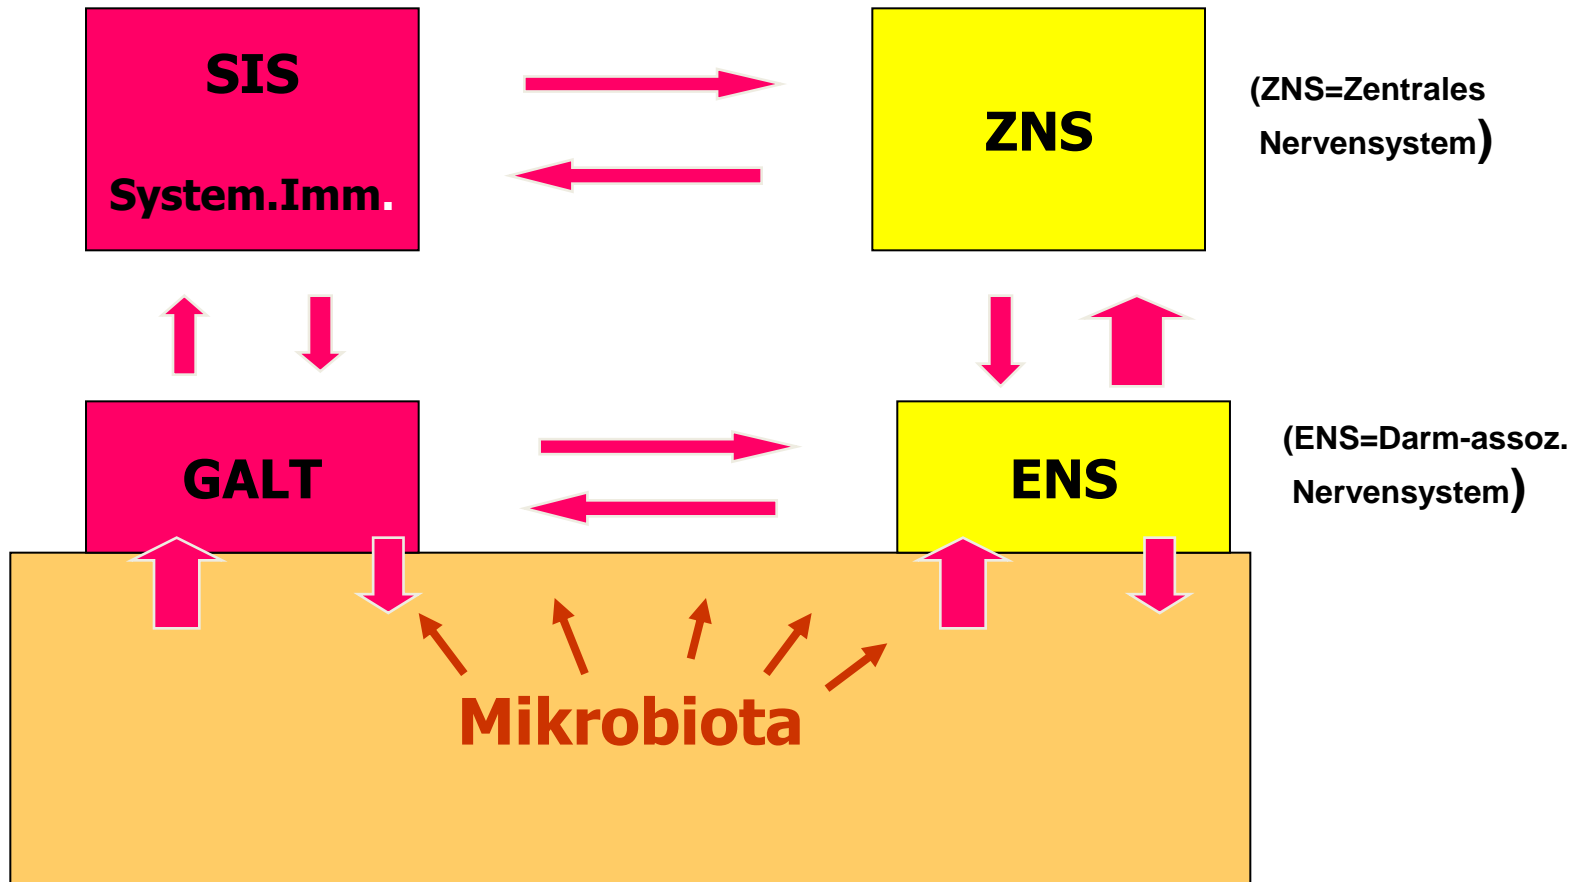 SIS
System.Imm.
ZNS
(ZNS=Zentrales
Nervensystem)
GALT
ENS
(ENS=Darm-assoz.
Nervensystem)
Mikrobiota